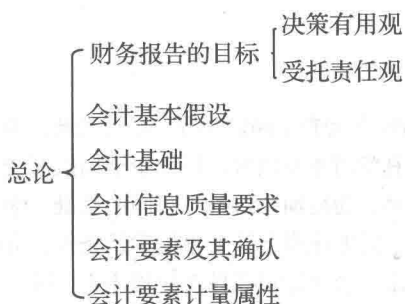 总论
财务报告的目标
决策有用观
受托责任观
会计基本假设
会计基础
会计信息质量要求
会计要素及其确认
会计要素计量属性